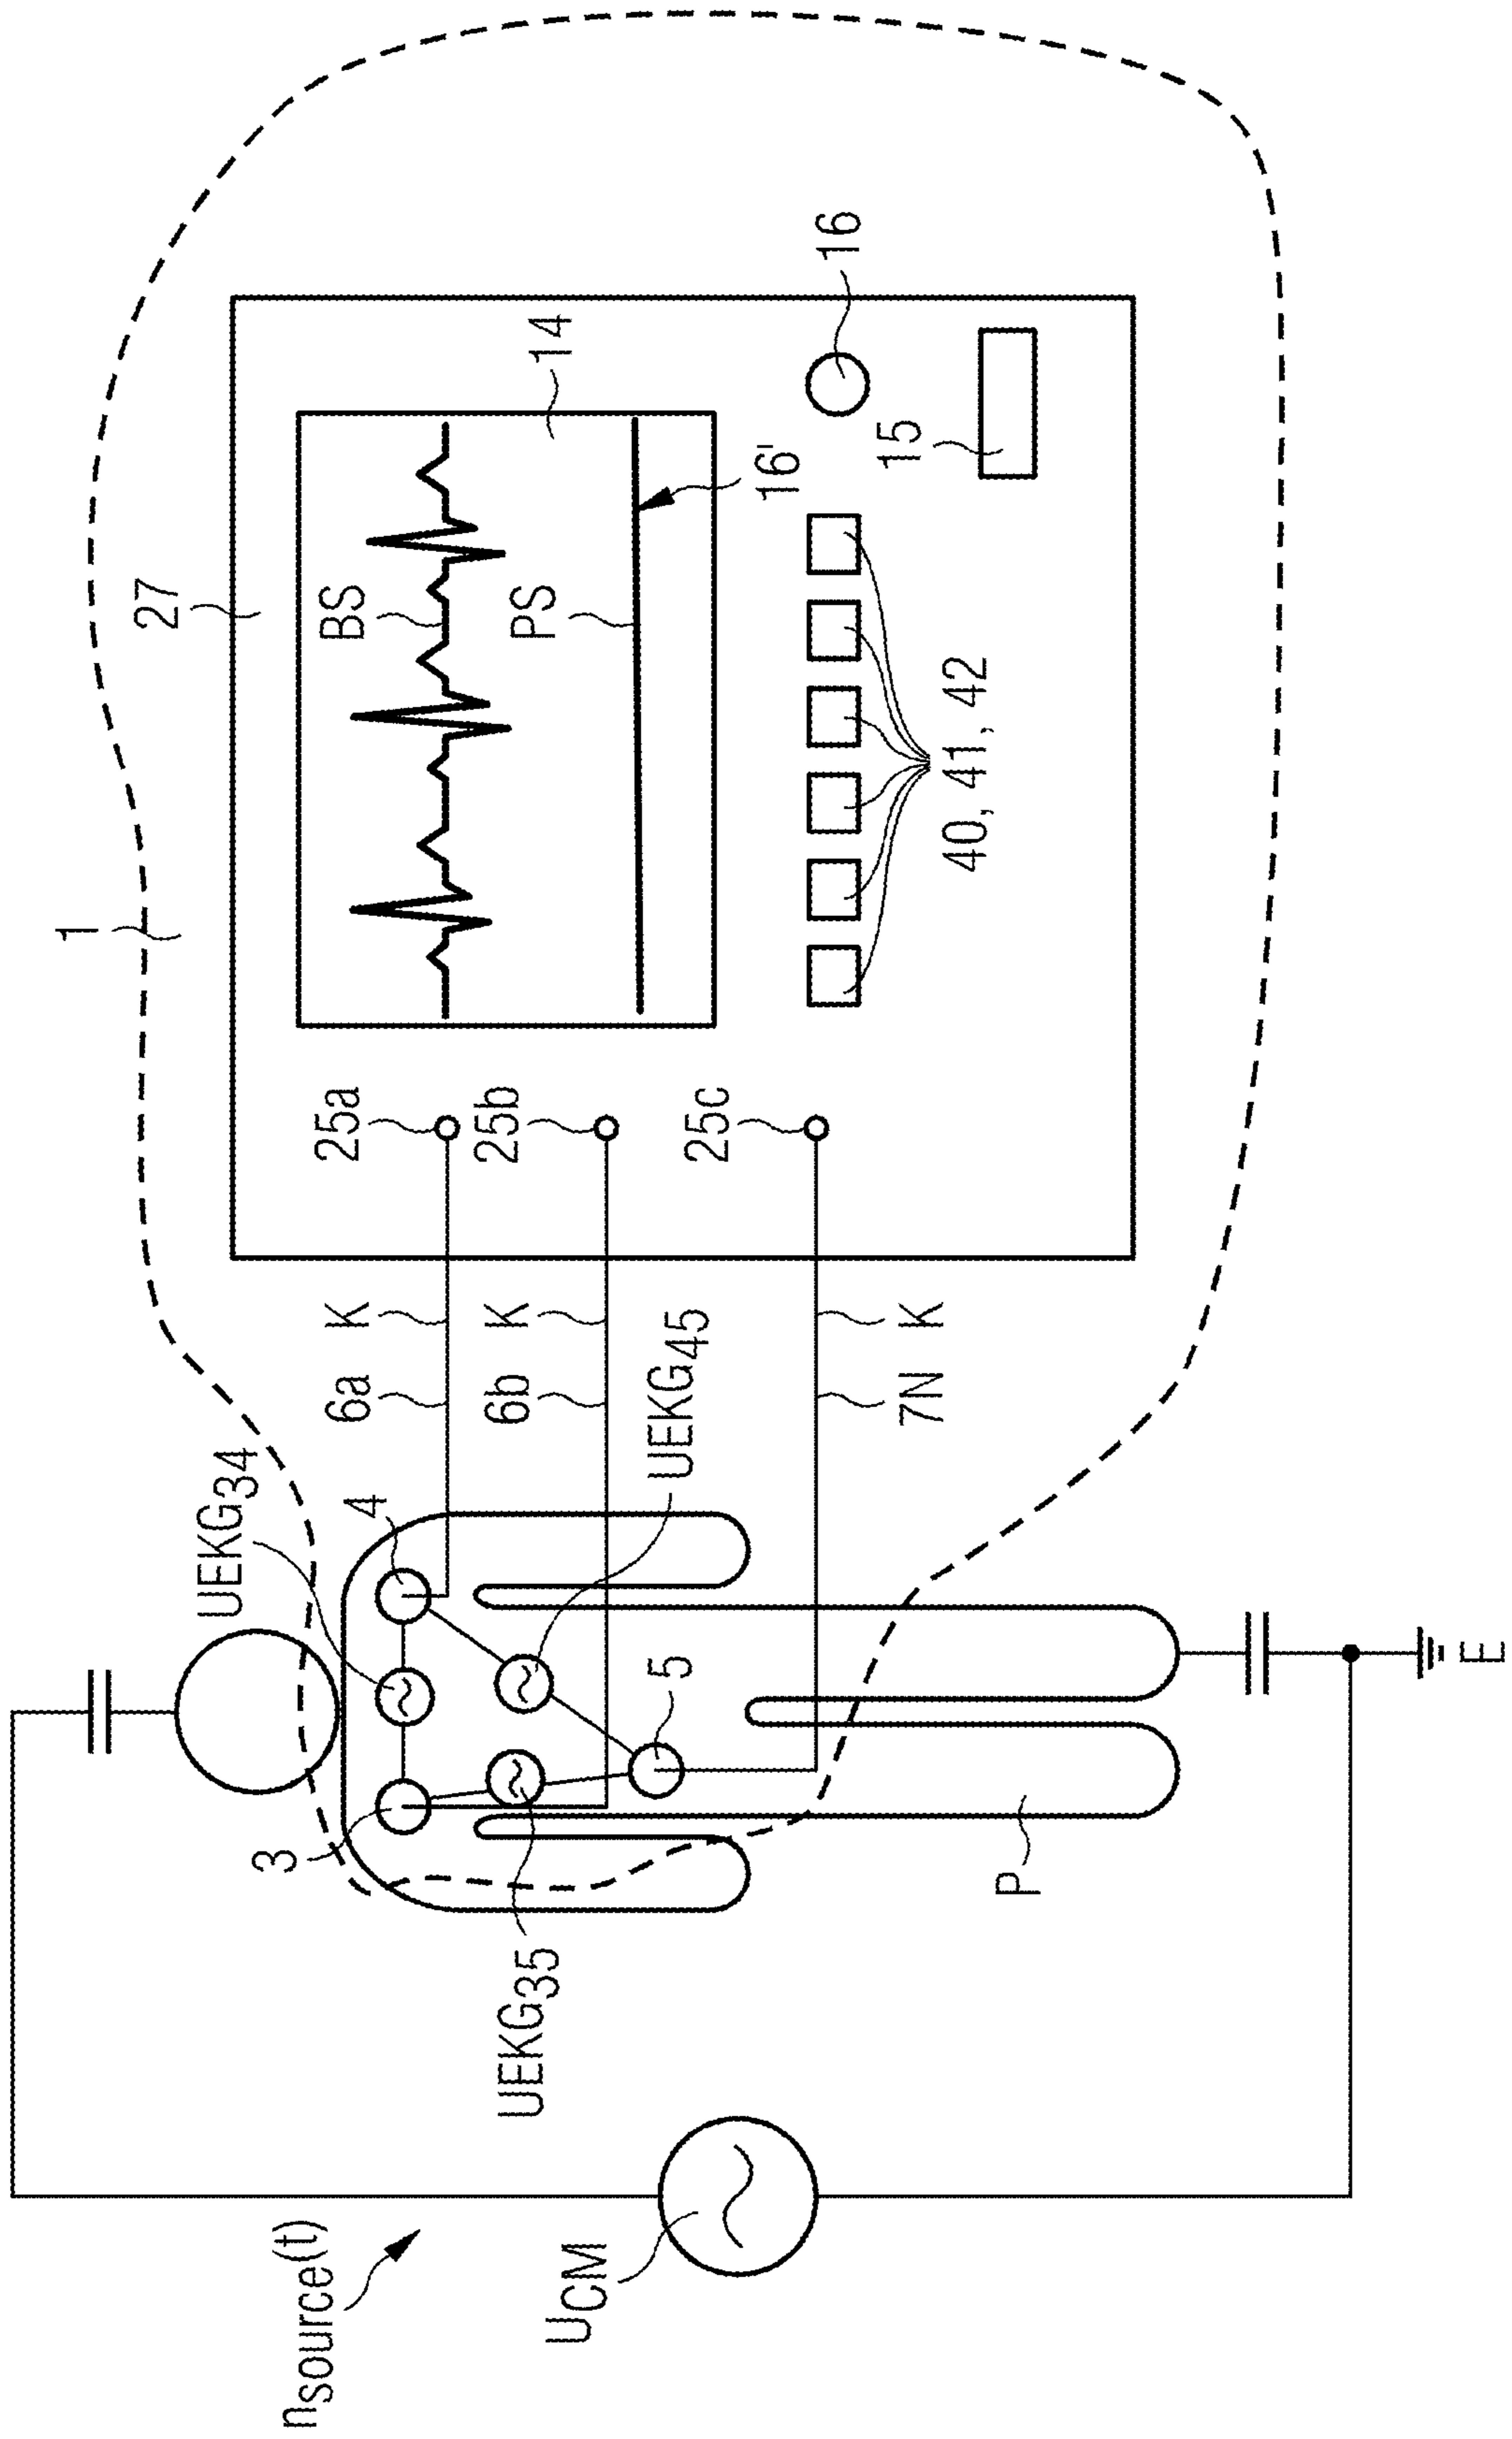 1
27
14
16
BS
PS
16'
15
40, 41, 42
25a
25b
25c
K
K
K
6a
6b
7N
UEKG34
UEKG45
4
3
5
UEKG35
P
E
UCM
nsource(t)